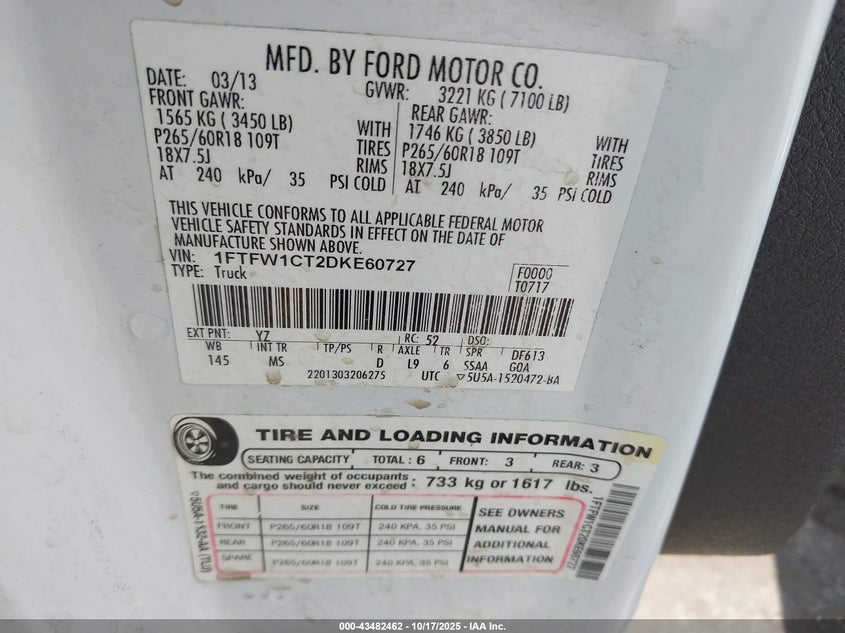 MFD. BY FORD MOTOR CO.
DATE: 03/13 GVWR: 3221 KG ( 7100 LB)
FRONT GAWR: REAR GAWR:
1565 KG ( 3450 LB) WITH 1746 KG ( 3850 LB) WITH
P265/60R18 109T TIRES P265/60R18 109T TIRES
18X7.5J RIMS 18X7.5J RIMS
AT 240 kPa/ 35 PSI COLD AT 240 kPa/ 35 PSI COLD
THIS VEHICLE CONFORMS TO ALL APPLICABLE FEDERAL MOTOR
VEHICLE SAFETY STANDARDS IN EFFECT ON THE DATE OF
MANUFACTURE SHOWN ABOVE.
VIN: 1FTFW1CT2DKE60727
TYPE: Truck
F0000
T0717
EXT PNT: YZ RC: 52 DSO:
WB INT TR TP/PS R AXLE TR SPR DF613
145 MS D L9 6 SSAA GOA
2201303206275 UTC ▽5U5A-1520472-BA
TIRE AND LOADING INFORMATION
SEATING CAPACITY TOTAL : 6 FRONT: 3 REAR: 3
The combined weight of occupants
and cargo should never exceed : 733 kg or 1617 lbs.
TIRE SIZE COLD TIRE PRESSURE
FRONT P265/60R18 109T 240 KPA, 35 PSI
REAR P265/60R18 109T 240 KPA, 35 PSI
SPARE P265/60R18 109T 240 KPA, 35 PSI
SEE OWNERS
MANUAL FOR
ADDITIONAL
INFORMATION
000-43482462 - 10/17/2025 - IAA Inc.